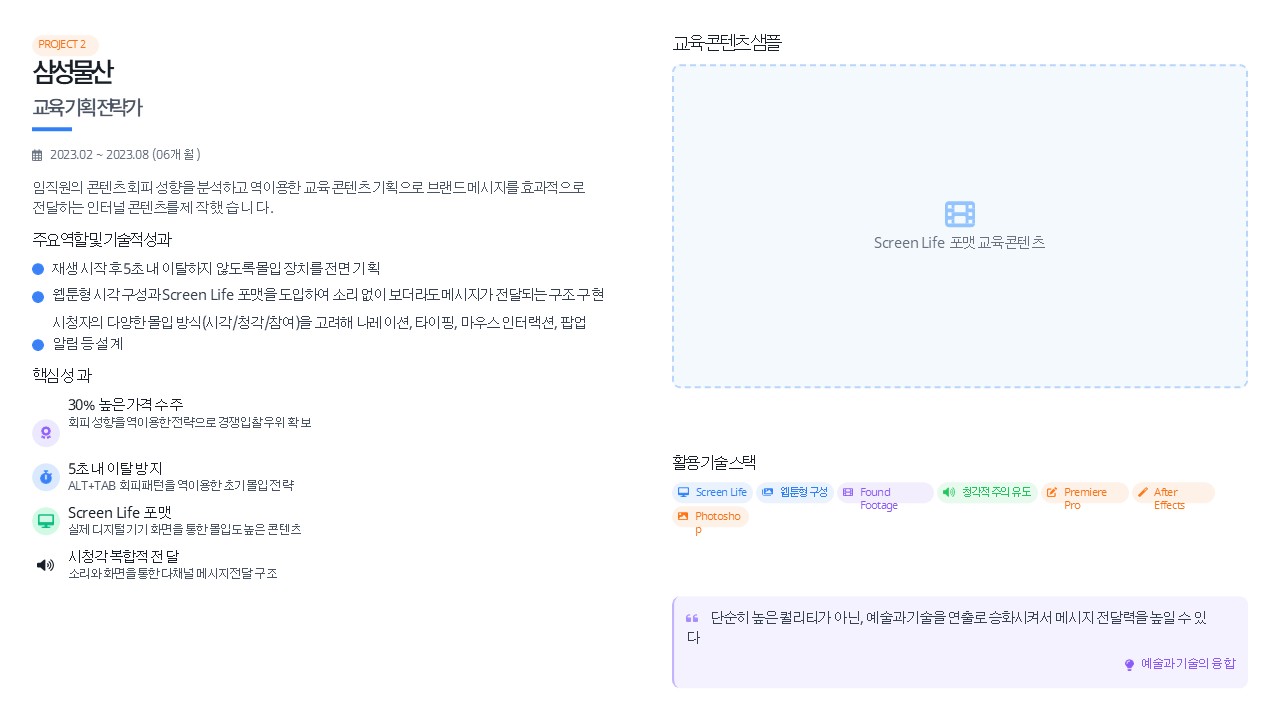 PROJECT 2
삼성물산
교육 기획 전략가
2023.02 ~ 2023.08 (06개월)
임직원의 콘텐츠 회피 성향을 분석하고 역이용한 교육 콘텐츠 기획으로 브랜드 메시지를 효과적으로
전달하는 인터널 콘텐츠를 제작했습니다.
주요 역할 및 기술적 성과
재생 시작 후 5초 내 이탈하지 않도록 몰입 장치를 전면 기획
웹툰형 시각 구성과 Screen Life 포맷을 도입하여 소리 없이 보더라도 메시지가 전달되는 구조 구현
시청자의 다양한 몰입 방식(시각/청각/참여)을 고려해 나레이션, 타이핑, 마우스 인터랙션, 팝업
알림 등 설계
핵심 성과
30% 높은 가격 수주
회피 성향을 역이용한 전략으로 경쟁 입찰 우위 확보
5초 내 이탈 방지
ALT+TAB 회피 패턴을 역이용한 초기 몰입 전략
Screen Life 포맷
실제 디지털 기기 화면을 통한 몰입도 높은 콘텐츠
시청각 복합적 전달
소리와 화면을 통한 다채널 메시지 전달 구조
교육 콘텐츠 샘플
Screen Life 포맷 교육 콘텐츠
활용 기술 스택
Screen Life
웹툰형 구성
Found
Footage
청각적 주의 유도
Premiere
Pro
After
Effects
Photosho
p
단순히 높은 퀄리티가 아닌, 예술과 기술을 연출로 승화시켜서 메시지 전달력을 높일 수 있
다
예술과 기술의 융합